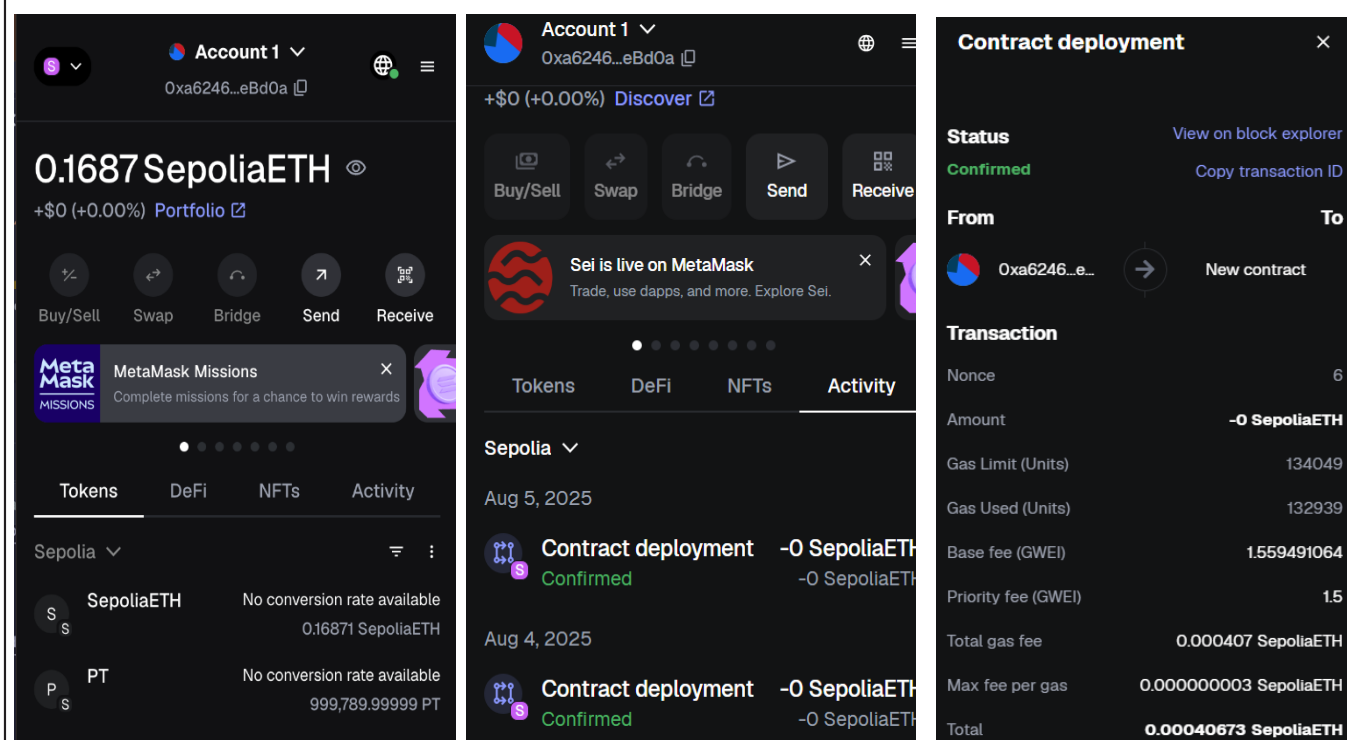 S
Account 1
0xa6246...eBd0a
0.1687 SepoliaETH
+$0 (+0.00%) Portfolio
Buy/Sell
Swap
Bridge
Send
Receive
Meta
Mask
MISSIONS
MetaMask Missions
Complete missions for a chance to win rewards
Tokens
DeFi
NFTs
Activity
Sepolia
S
S
SepoliaETH
No conversion rate available
0.16871 SepoliaETH
P
S
PT
No conversion rate available
999,789.99999 PT
Account 1
0xa6246...eBd0a
+$0 (+0.00%) Discover
Buy/Sell
Swap
Bridge
Send
Receive
Sei is live on MetaMask
Trade, use dapps, and more. Explore Sei.
Tokens
DeFi
NFTs
Activity
Sepolia
Aug 5, 2025
S
Contract deployment -0 SepoliaETH
Confirmed -0 SepoliaETH
Aug 4, 2025
S
Contract deployment -0 SepoliaETH
Confirmed -0 SepoliaETH
Contract deployment
Status
View on block explorer
Confirmed
Copy transaction ID
From To
0xa6246...e...
New contract
Transaction
Nonce 6
Amount -0 SepoliaETH
Gas Limit (Units) 134049
Gas Used (Units) 132939
Base fee (GWEI) 1.559491064
Priority fee (GWEI) 1.5
Total gas fee 0.000407 SepoliaETH
Max fee per gas 0.000000003 SepoliaETH
Total 0.00040673 SepoliaETH